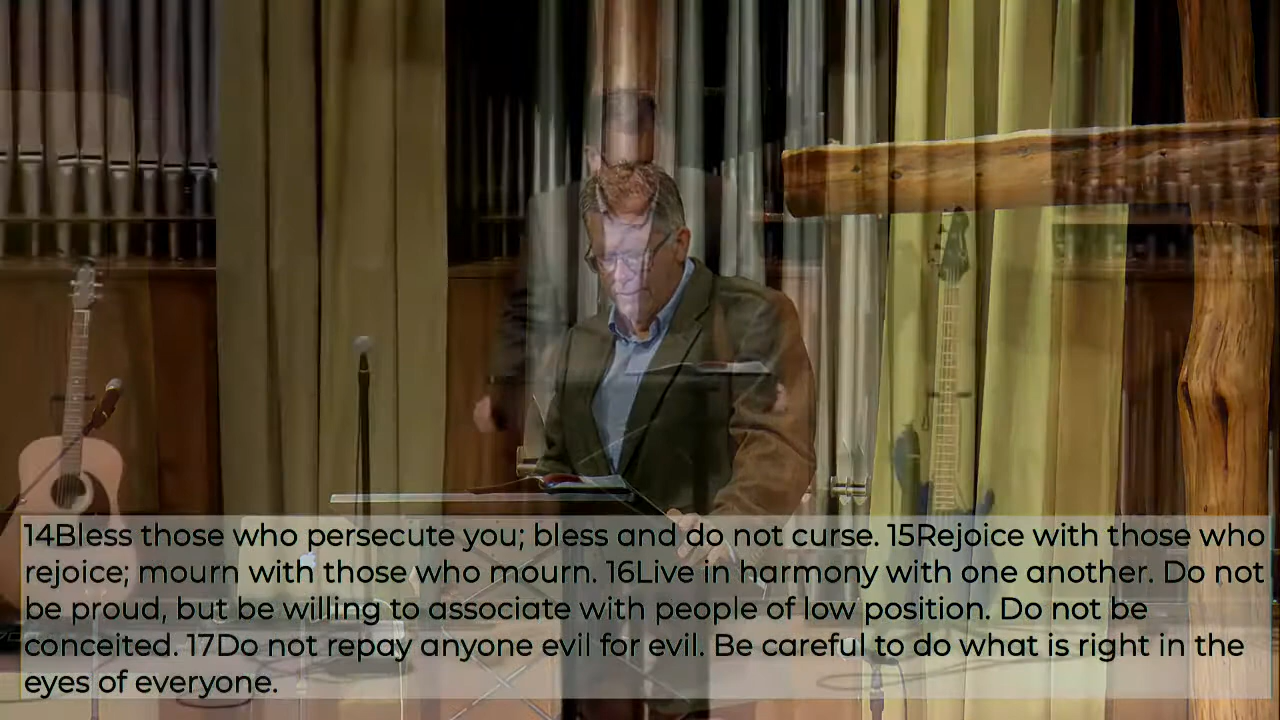 14Bless those who persecute you; bless and do not curse. 15Rejoice with those who
rejoice; mourn with those who mourn. 16Live in harmony with one another. Do not
be proud, but be willing to associate with people of low position. Do not be
conceited. 17Do not repay anyone evil for evil. Be careful to do what is right in the
eyes of everyone.